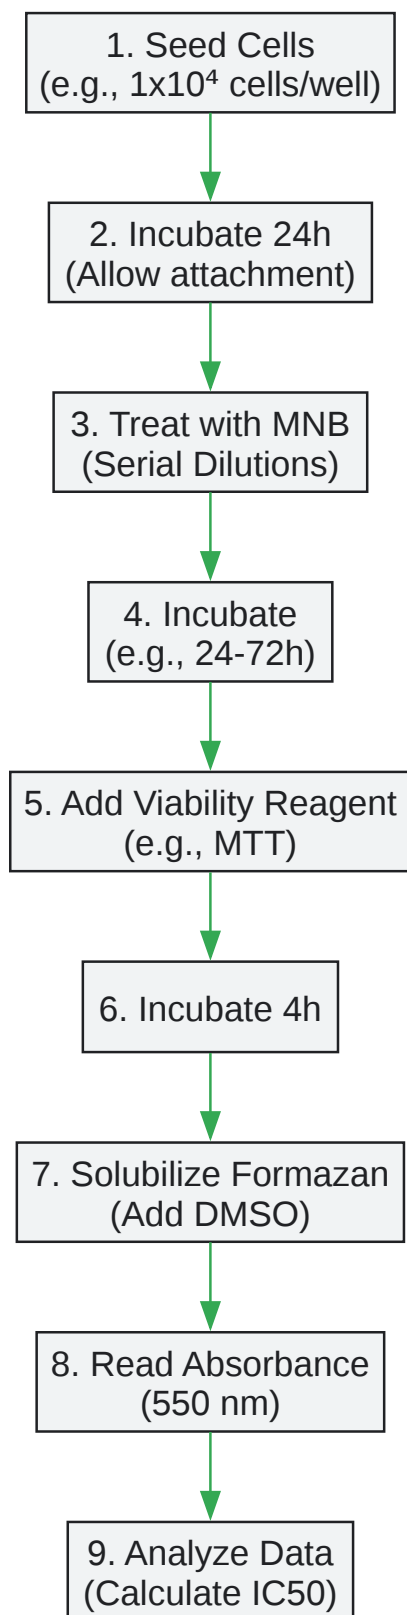 1. Seed Cells
(e.g., 1x10⁴ cells/well)
2. Incubate 24h
(Allow attachment)
3. Treat with MNB
(Serial Dilutions)
4. Incubate
(e.g., 24-72h)
5. Add Viability Reagent
(e.g., MTT)
6. Incubate 4h
7. Solubilize Formazan
(Add DMSO)
8. Read Absorbance
(550 nm)
9. Analyze Data
(Calculate IC50)